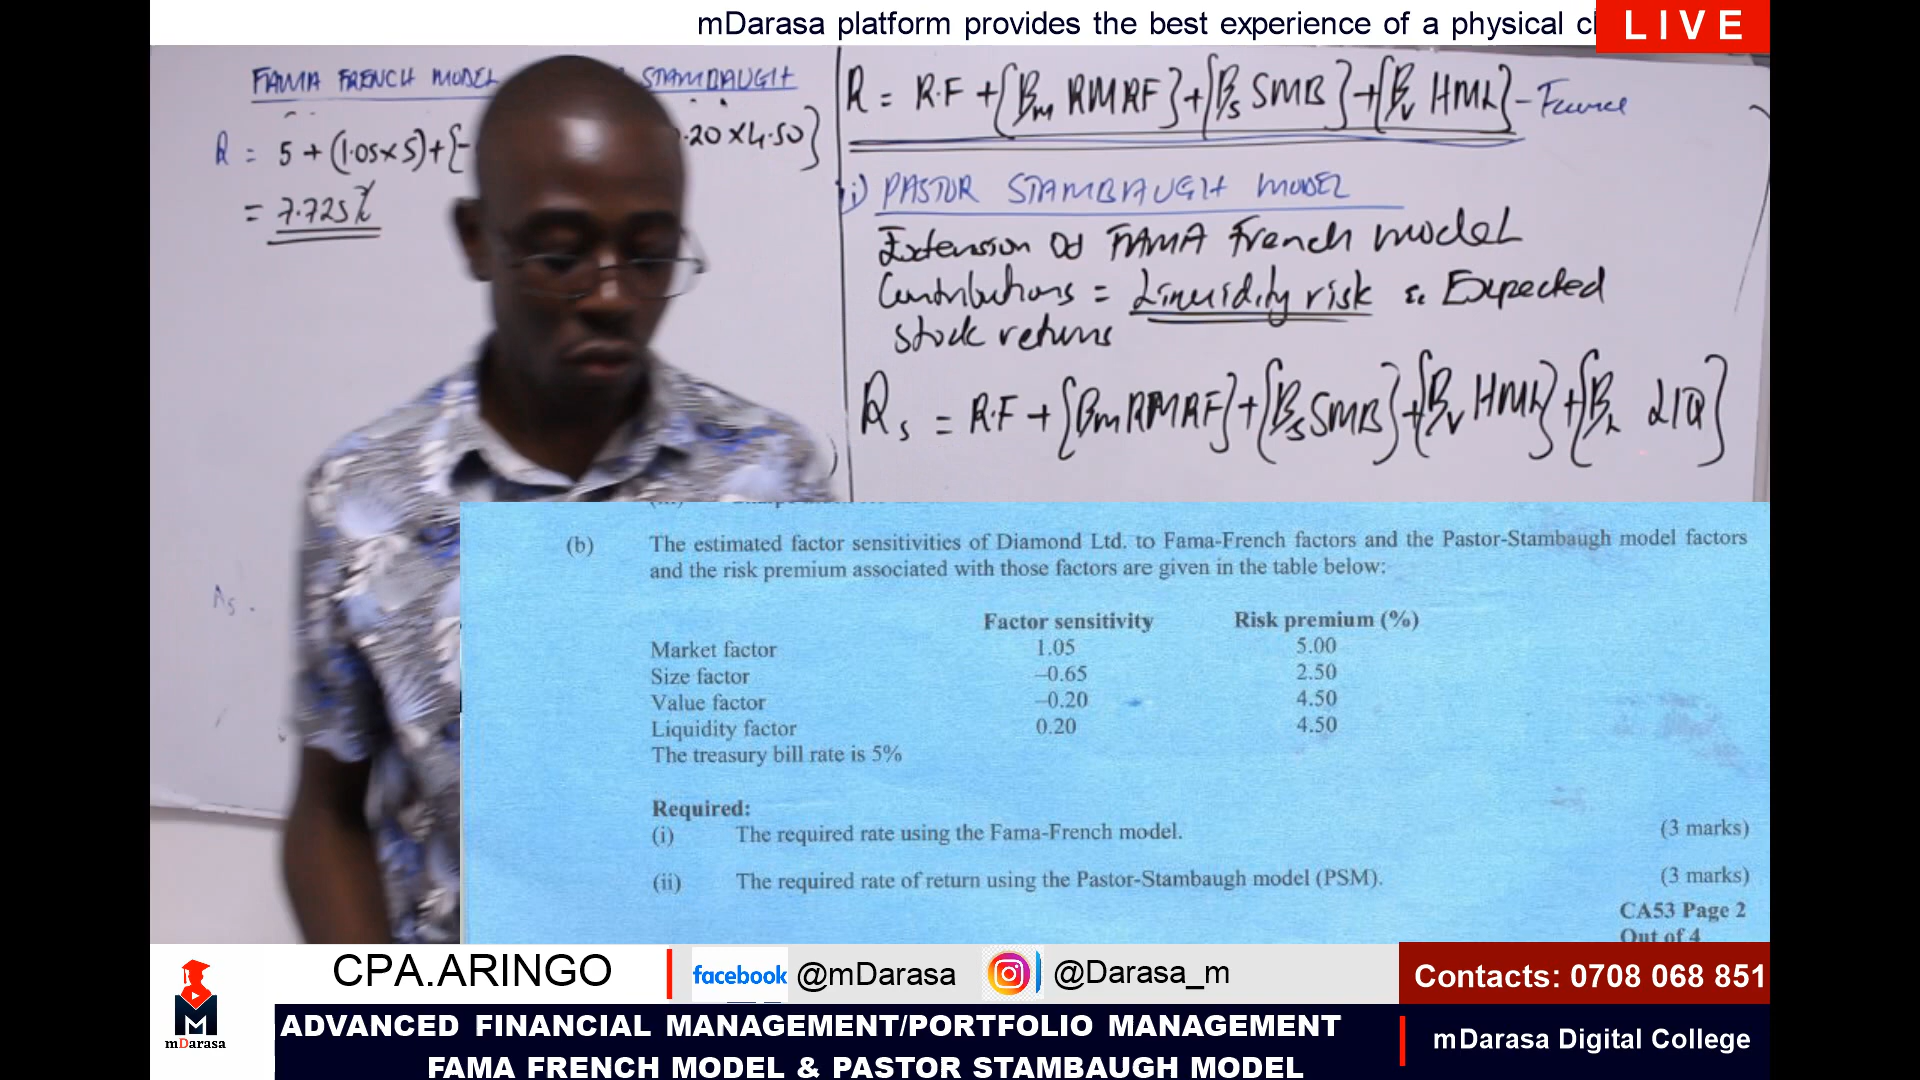 mDarasa platform provides the best experience of a physical cl
LIVE
FAMA FRENCH MODEL STAMBAUGH
R = 5 + (1.05 x 5) + {- .20 x 4.50}
= 7.725%
R = R.F + {Bm RMRF} + {Bs SMB} + {Bv HML} -
i) PASTOR STAMBAUGH MODEL
Extension Of FAMA French model
Contributions = Liquidity risk & Expected
stock returns
Rs = R.F + {Bm RMRF} + {Bs SMB} + {Bv HML} + {BL LIQ}
(b) The estimated factor sensitivities of Diamond Ltd. to Fama-French factors and the Pastor-Stambaugh model factors
and the risk premium associated with those factors are given in the table below:
Factor sensitivity Risk premium (%)
Market factor 1.05 5.00
Size factor –0.65 2.50
Value factor –0.20 4.50
Liquidity factor 0.20 4.50
The treasury bill rate is 5%
Required:
(i) The required rate using the Fama-French model. (3 marks)
(ii) The required rate of return using the Pastor-Stambaugh model (PSM). (3 marks)
CA53 Page 2
Out of 4
CPA.ARINGO
facebook @mDarasa
@Darasa_m
Contacts: 0708 068 851
mDarasa
ADVANCED FINANCIAL MANAGEMENT/PORTFOLIO MANAGEMENT
FAMA FRENCH MODEL & PASTOR STAMBAUGH MODEL
mDarasa Digital College